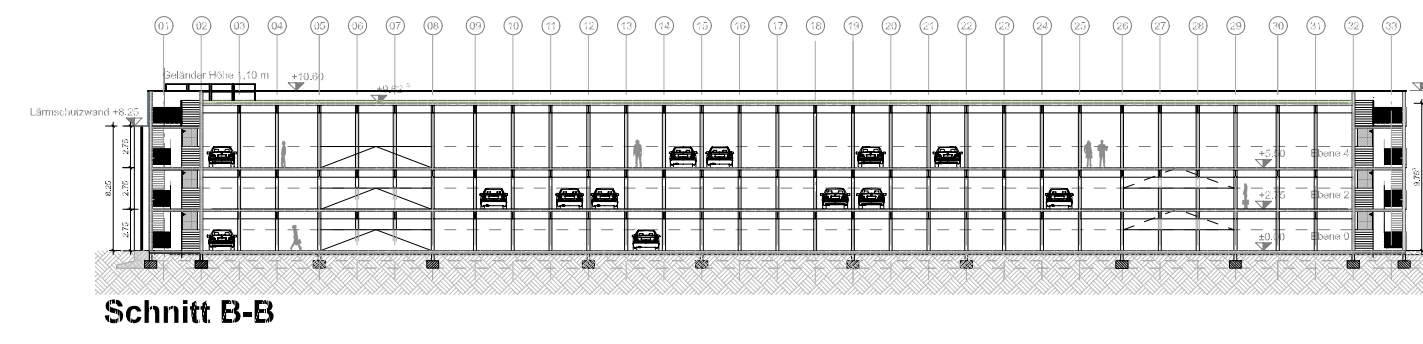 01 02 03 04 05 06 07 08 09 10 11 12 13 14 15 16 17 18 19 20 21 22 23 24 25 26 27 28 29 30 31 32 33
Geländer Höhe 1,10 m
+10.60
Lärmschutzwand +8.25
2,75
+5.50 Ebene 4
8,25
2,75
+2.75 Ebene 2
9,75⁵
2,75
±0.00 Ebene 0
Schnitt B-B